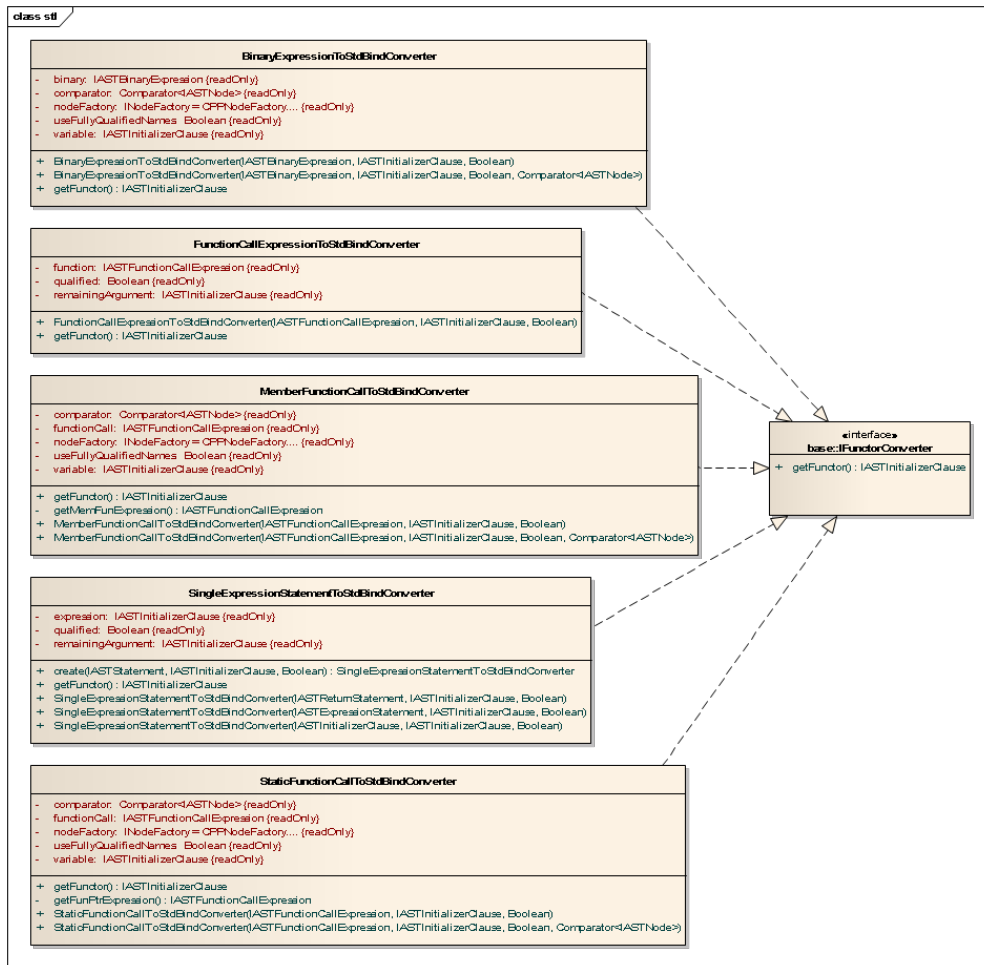 class stl
BinaryExpressionToStdBindConverter
- binary: IASTBinaryExpression {readOnly}
- comparator: Comparator<IASTNode> {readOnly}
- nodeFactory: INodeFactory = CPPNodeFactory.... {readOnly}
- useFullyQualifiedNames: Boolean {readOnly}
- variable: IASTInitializerClause {readOnly}
+ BinaryExpressionToStdBindConverter(IASTBinaryExpression, IASTInitializerClause, Boolean)
+ BinaryExpressionToStdBindConverter(IASTBinaryExpression, IASTInitializerClause, Boolean, Comparator<IASTNode>)
+ getFunctor() : IASTInitializerClause
FunctionCallExpressionToStdBindConverter
- function: IASTFunctionCallExpression {readOnly}
- qualified: Boolean {readOnly}
- remainingArgument: IASTInitializerClause {readOnly}
+ FunctionCallExpressionToStdBindConverter(IASTFunctionCallExpression, IASTInitializerClause, Boolean)
+ getFunctor() : IASTInitializerClause
MemberFunctionCallToStdBindConverter
- comparator: Comparator<IASTNode> {readOnly}
- functionCall: IASTFunctionCallExpression {readOnly}
- nodeFactory: INodeFactory = CPPNodeFactory.... {readOnly}
- useFullyQualifiedNames: Boolean {readOnly}
- variable: IASTInitializerClause {readOnly}
+ getFunctor() : IASTInitializerClause
- getMemFunExpression() : IASTFunctionCallExpression
+ MemberFunctionCallToStdBindConverter(IASTFunctionCallExpression, IASTInitializerClause, Boolean)
+ MemberFunctionCallToStdBindConverter(IASTFunctionCallExpression, IASTInitializerClause, Boolean, Comparator<IASTNode>)
«interface»
base::IFunctorConverter
+ getFunctor() : IASTInitializerClause
SingleExpressionStatementToStdBindConverter
- expression: IASTInitializerClause {readOnly}
- qualified: Boolean {readOnly}
- remainingArgument: IASTInitializerClause {readOnly}
+ create(IASTStatement, IASTInitializerClause, Boolean) : SingleExpressionStatementToStdBindConverter
+ getFunctor() : IASTInitializerClause
+ SingleExpressionStatementToStdBindConverter(IASTReturnStatement, IASTInitializerClause, Boolean)
+ SingleExpressionStatementToStdBindConverter(IASTExpressionStatement, IASTInitializerClause, Boolean)
+ SingleExpressionStatementToStdBindConverter(IASTInitializerClause, IASTInitializerClause, Boolean)
StaticFunctionCallToStdBindConverter
- comparator: Comparator<IASTNode> {readOnly}
- functionCall: IASTFunctionCallExpression {readOnly}
- nodeFactory: INodeFactory = CPPNodeFactory.... {readOnly}
- useFullyQualifiedNames: Boolean {readOnly}
- variable: IASTInitializerClause {readOnly}
+ getFunctor() : IASTInitializerClause
- getFunPtrExpression() : IASTFunctionCallExpression
+ StaticFunctionCallToStdBindConverter(IASTFunctionCallExpression, IASTInitializerClause, Boolean)
+ StaticFunctionCallToStdBindConverter(IASTFunctionCallExpression, IASTInitializerClause, Boolean, Comparator<IASTNode>)